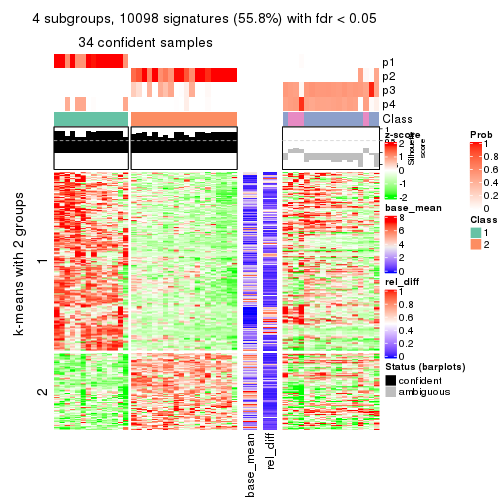 4 subgroups, 10098 signatures (55.8%) with fdr < 0.05
34 confident samples
p1
p2
p3
p4
Class
1
Silhouette
score
z-score
2
1
0
-1
-2
base_mean
8
6
4
2
0
rel_diff
1
0.8
0.6
0.4
0.2
0
Status (barplots)
confident
ambiguous
Prob
1
0.8
0.6
0.4
0.2
0
Class
1
2
k-means with 2 groups
1
2
base_mean
rel_diff